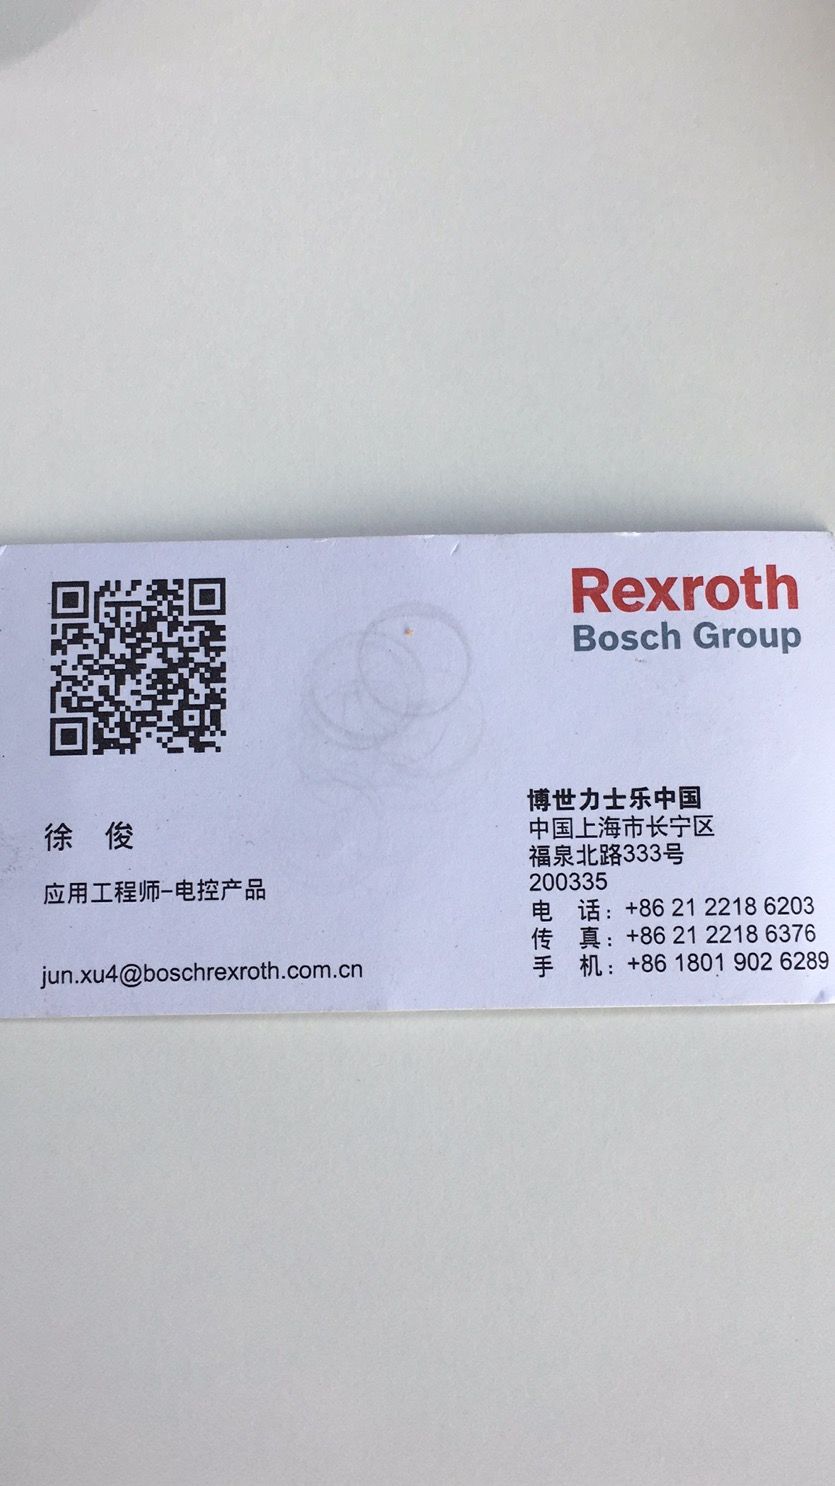 Rexroth
Bosch Group
徐 俊
应用工程师-电控产品
jun.xu4@boschrexroth.com.cn
博世力士乐中国
中国上海市长宁区
福泉北路333号
200335
电 话：+86 21 2218 6203
传 真：+86 21 2218 6376
手 机：+86 1801 902 6289